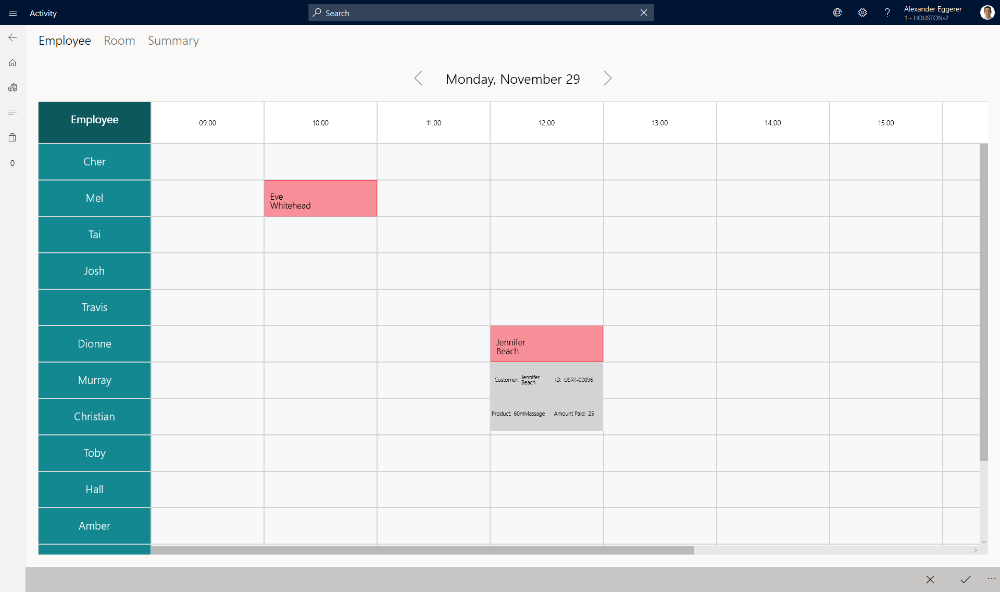 Activity
Search
Alexander Eggerer
1 - HOUSTON-2
Employee Room Summary
Monday, November 29
Employee 09:00 10:00 11:00 12:00 13:00 14:00 15:00
Cher
Mel
Eve
Whitehead
Tai
Josh
Travis
Dionne
Jennifer
Beach
Murray
Customer: Jennifer
Beach
ID: USRT-00096
Christian
Product: 60mMassage Amount Paid: 25
Toby
Hall
Amber
0